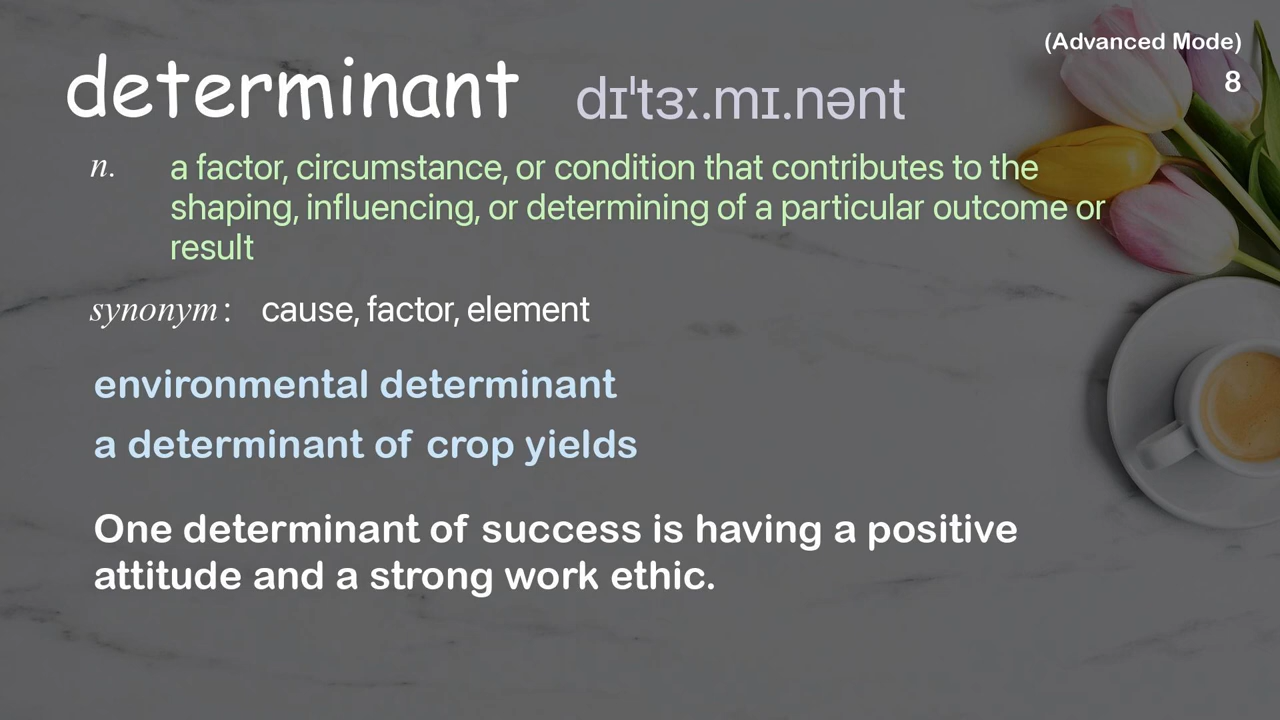 (Advanced Mode)
8
determinant dɪˈtɜː.mɪ.nənt
n. a factor, circumstance, or condition that contributes to the
shaping, influencing, or determining of a particular outcome or
result
synonym: cause, factor, element
environmental determinant
a determinant of crop yields
One determinant of success is having a positive
attitude and a strong work ethic.